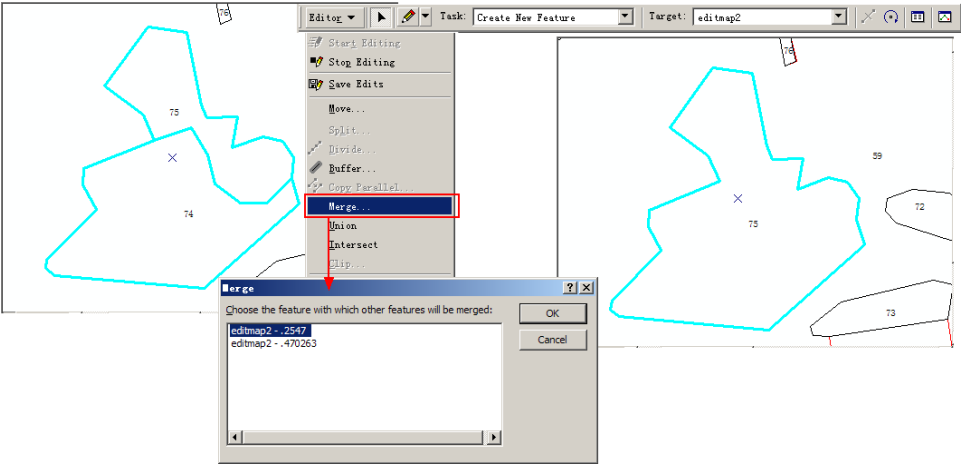 76
Editor
Task:
Create New Feature
Target:
editmap2
Start Editing
Stop Editing
Save Edits
Move...
Split...
Divide...
Buffer...
Copy Parallel...
Merge...
Union
Intersect
Clip...
75
74
Merge
Choose the feature with which other features will be merged:
editmap2 - .2547
editmap2 - .470263
OK
Cancel
76
59
72
75
73